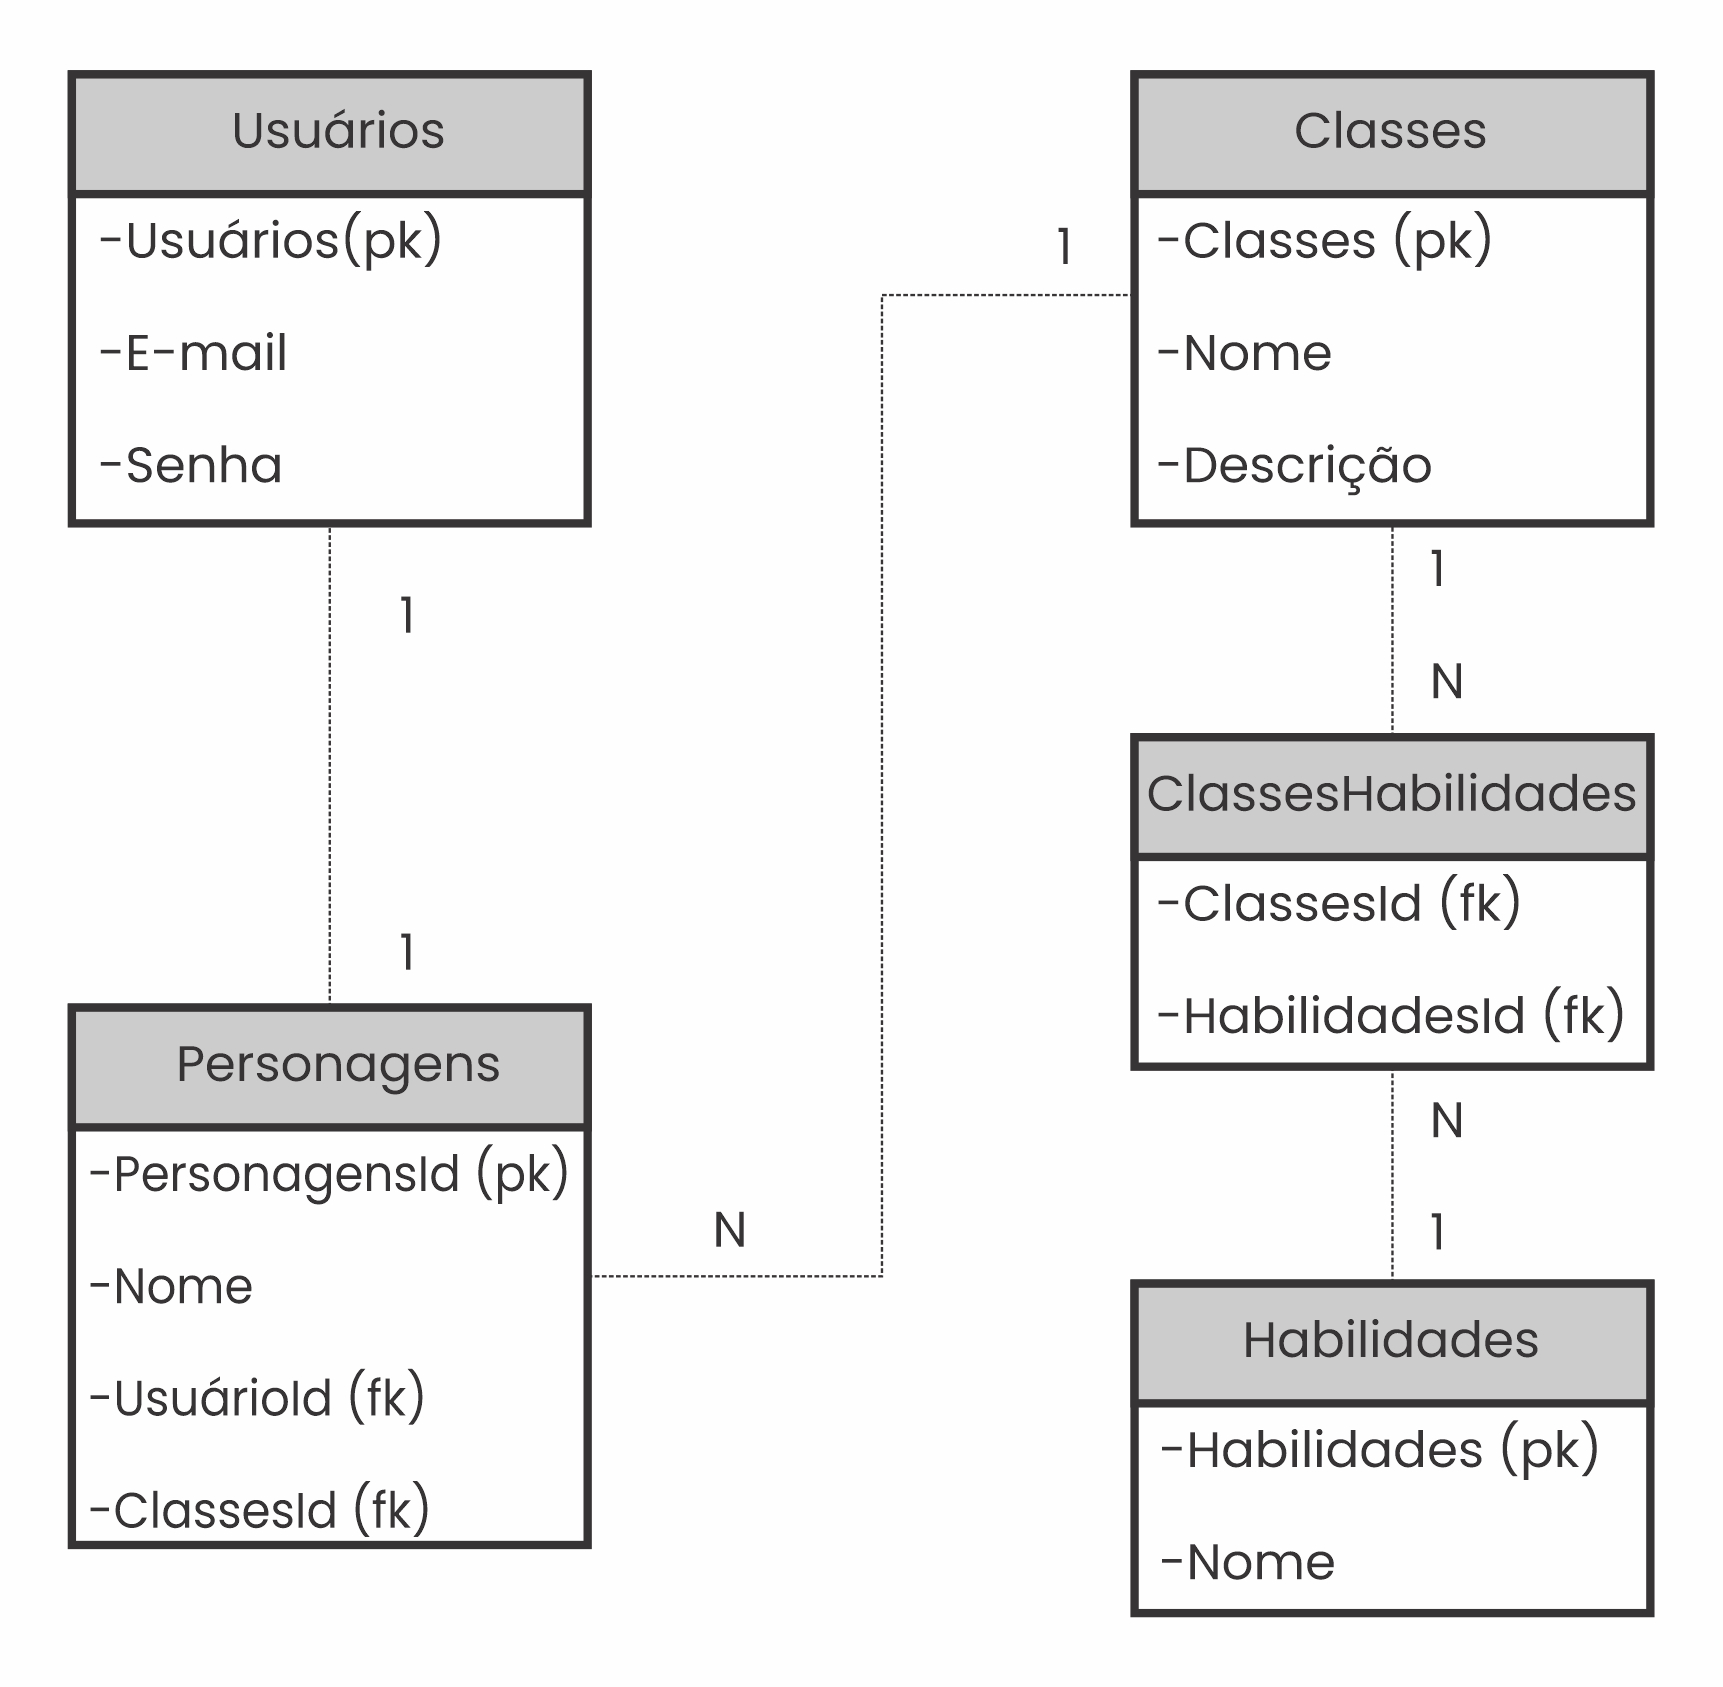 Usuários
-Usuários(pk)
-E-mail
-Senha
1
1
Personagens
-PersonagensId (pk)
-Nome
-UsuárioId (fk)
-ClassesId (fk)
N
1
Classes
-Classes (pk)
-Nome
-Descrição
1
N
ClassesHabilidades
-ClassesId (fk)
-HabilidadesId (fk)
N
1
Habilidades
-Habilidades (pk)
-Nome